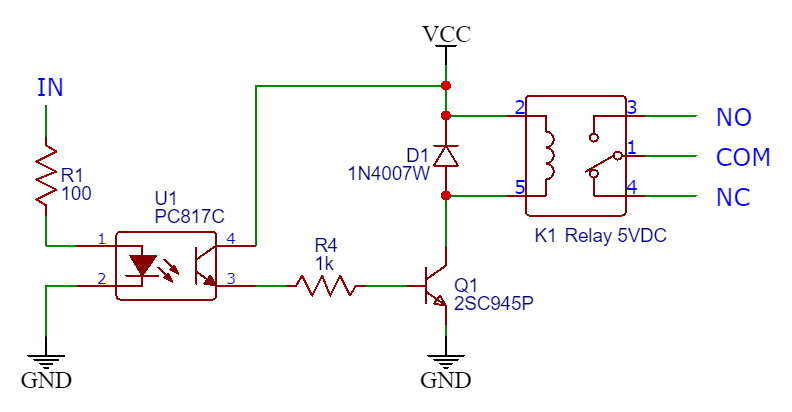 VCC
IN
R1
100
U1
PC817C
1
2
4
3
R4
1k
D1
1N4007W
Q1
2SC945P
2
5
3
1
4
NO
COM
NC
K1 Relay 5VDC
GND
GND